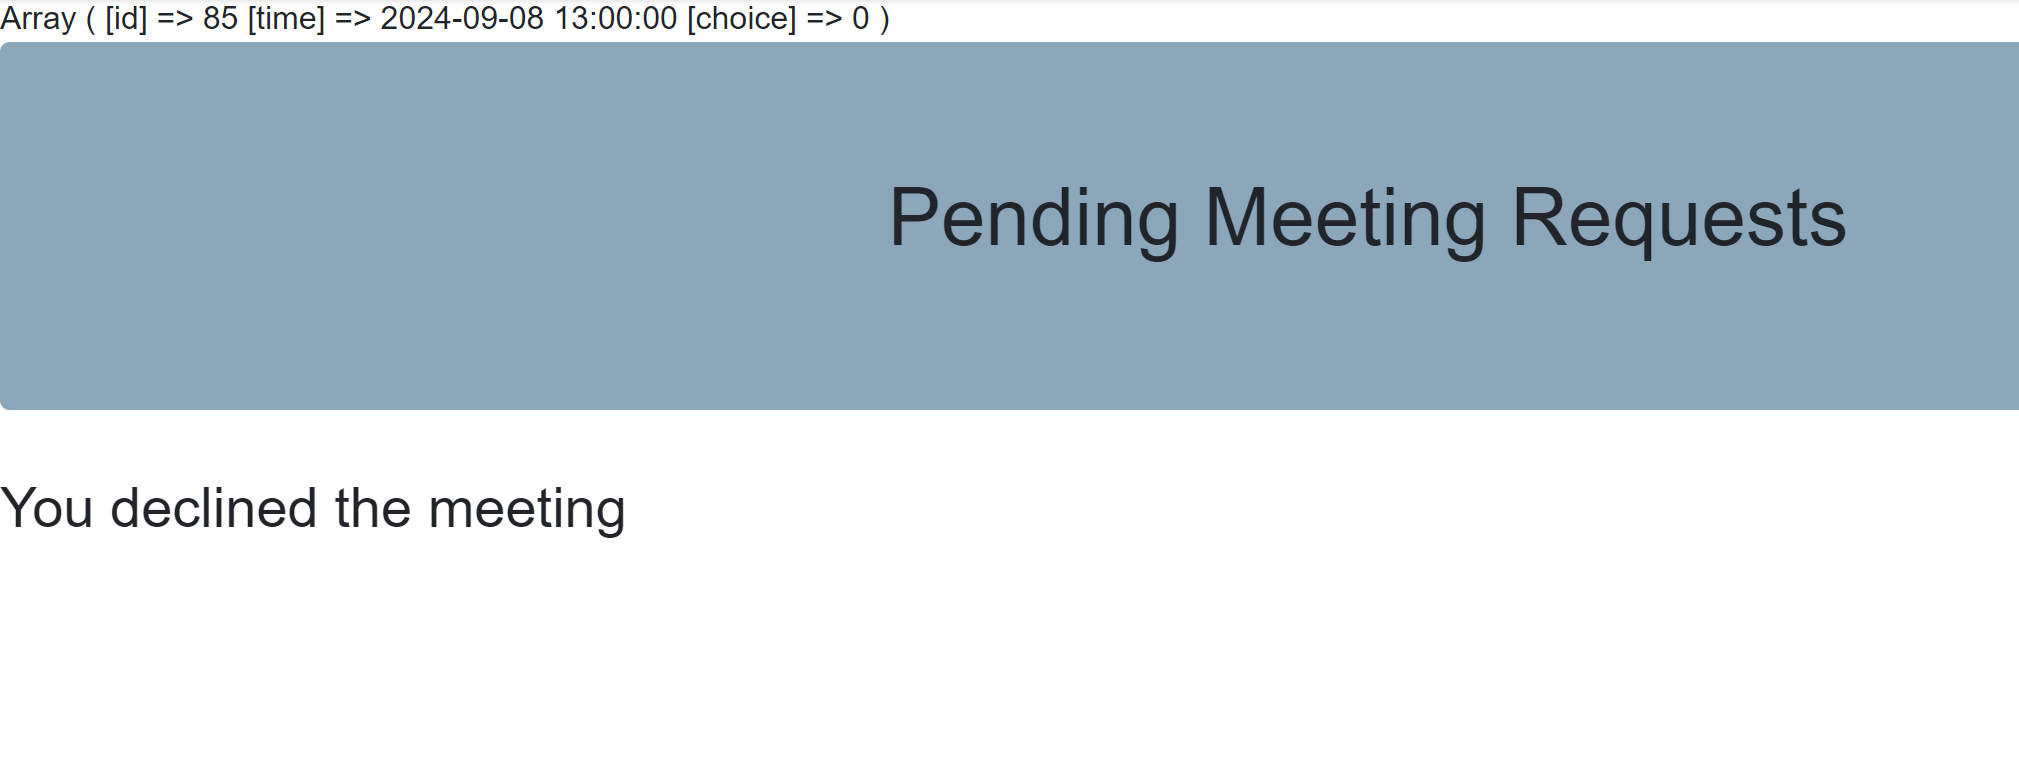 Array ( [id] => 85 [time] => 2024-09-08 13:00:00 [choice] => 0 )
Pending Meeting Requests
You declined the meeting